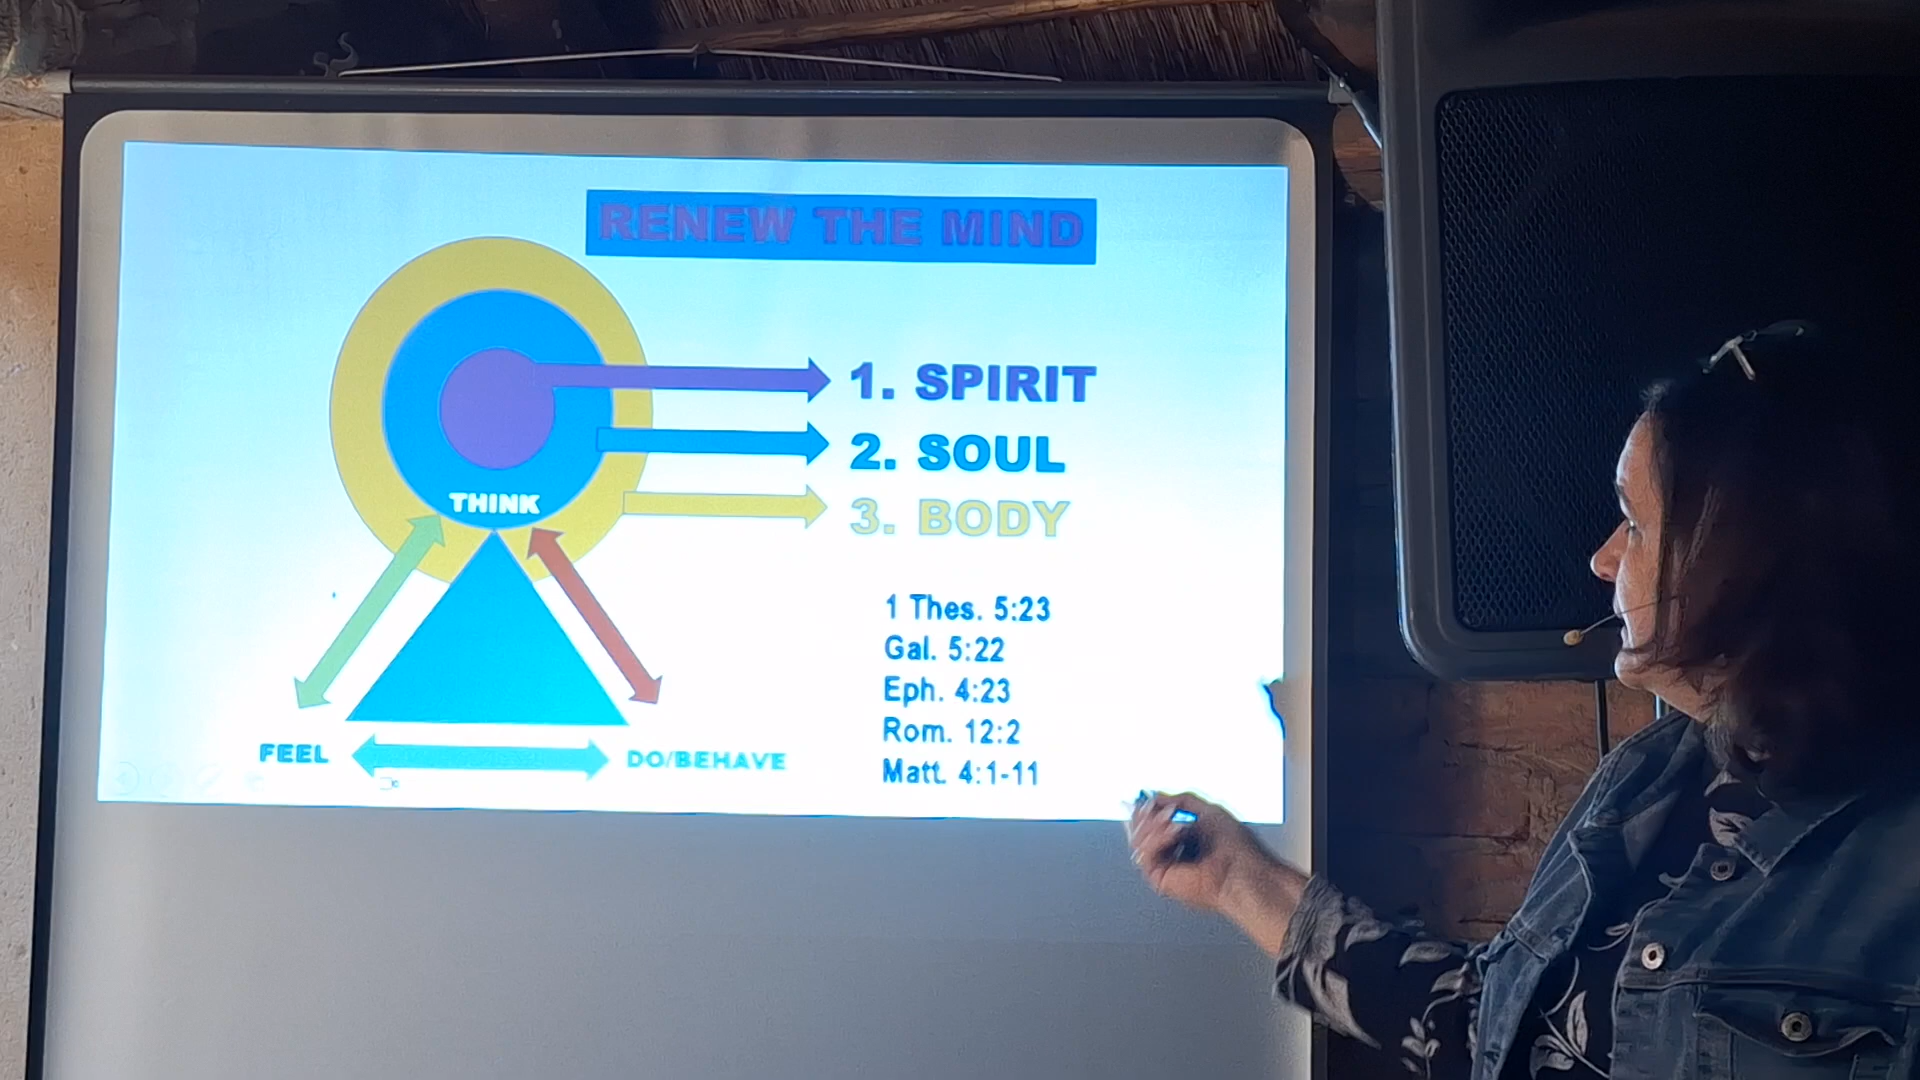 RENEW THE MIND
1. SPIRIT
2. SOUL
3. BODY
THINK
FEEL
DO/BEHAVE
1 Thes. 5:23
Gal. 5:22
Eph. 4:23
Rom. 12:2
Matt. 4:1-11